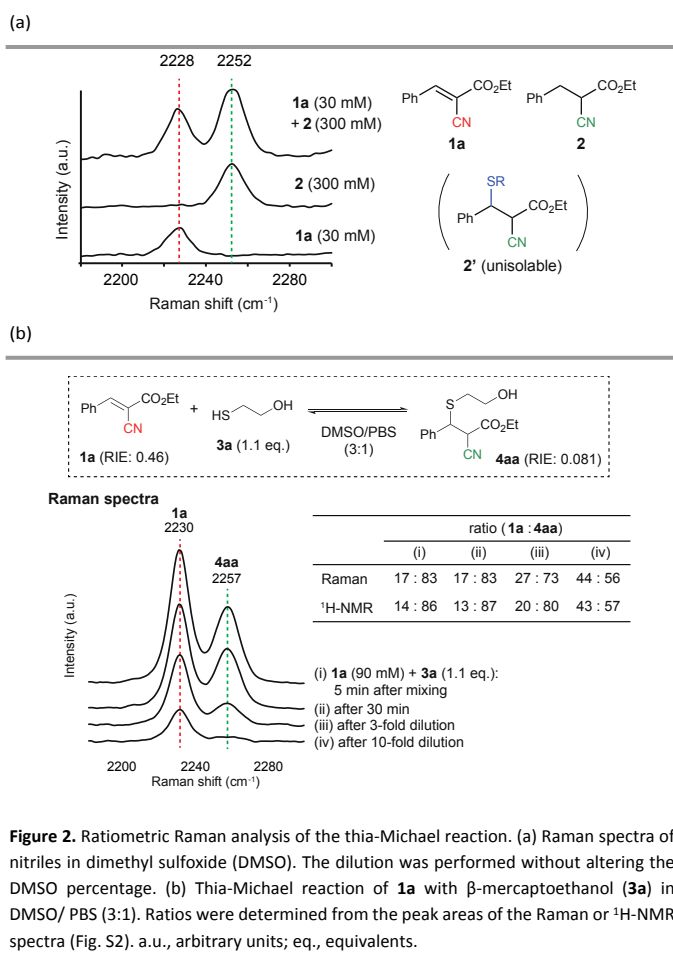 (a)
2228 2252
1a (30 mM)
+ 2 (300 mM)
2 (300 mM)
1a (30 mM)
Intensity (a.u.)
2200 2240 2280
Raman shift (cm⁻¹)
Ph CO₂Et
CN
1a
Ph CO₂Et
CN
2
SR
Ph CO₂Et
CN
2' (unisolable)
(b)
Ph CO₂Et
CN
1a (RIE: 0.46)
+
HS OH
3a (1.1 eq.)
DMSO/PBS
(3:1)
S OH
Ph CO₂Et
CN
4aa (RIE: 0.081)
Raman spectra
1a
2230
4aa
2257
Intensity (a.u.)
(i) 1a (90 mM) + 3a (1.1 eq.):
5 min after mixing
(ii) after 30 min
(iii) after 3-fold dilution
(iv) after 10-fold dilution
2200 2240 2280
Raman shift (cm⁻¹)
ratio (1a : 4aa)
(i) (ii) (iii) (iv)
Raman 17 : 83 17 : 83 27 : 73 44 : 56
¹H-NMR 14 : 86 13 : 87 20 : 80 43 : 57
Figure 2. Ratiometric Raman analysis of the thia-Michael reaction. (a) Raman spectra of
nitriles in dimethyl sulfoxide (DMSO). The dilution was performed without altering the
DMSO percentage. (b) Thia-Michael reaction of 1a with β-mercaptoethanol (3a) in
DMSO/ PBS (3:1). Ratios were determined from the peak areas of the Raman or ¹H-NMR
spectra (Fig. S2). a.u., arbitrary units; eq., equivalents.